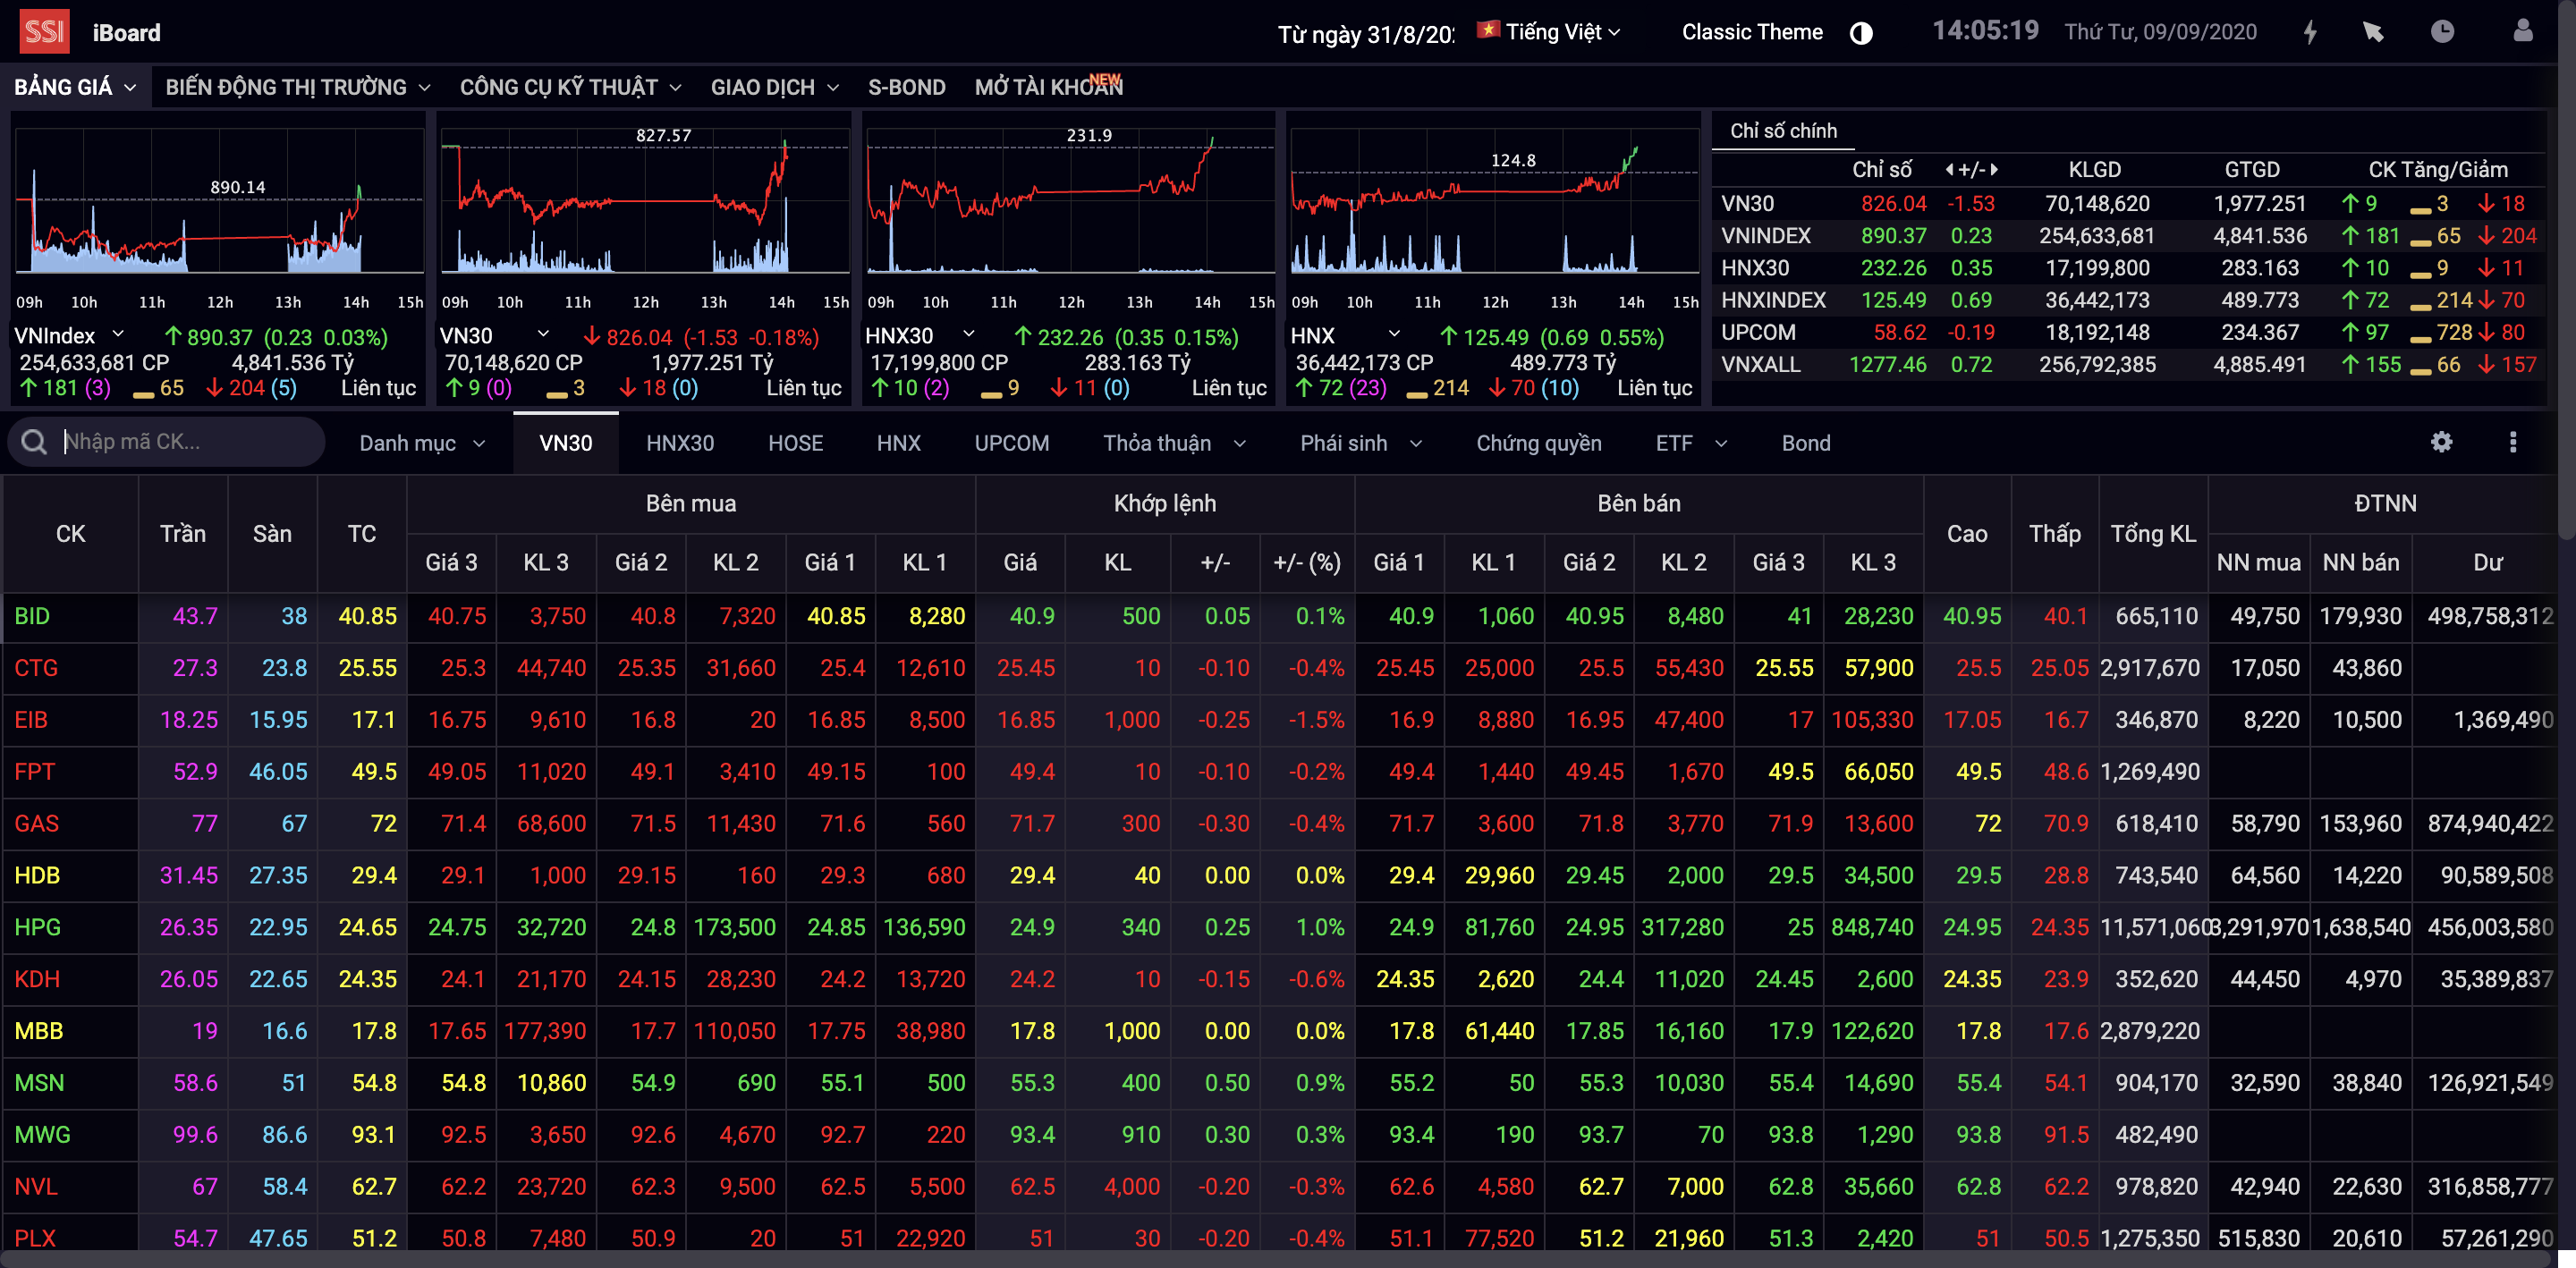 SSI iBoard Từ ngày 31/8/20 Tiếng Việt Classic Theme 14:05:19 Thứ Tư, 09/09/2020
BẢNG GIÁ BIẾN ĐỘNG THỊ TRƯỜNG CÔNG CỤ KỸ THUẬT GIAO DỊCH S-BOND MỞ TÀI KHOẢN NEW
890.14
09h 10h 11h 12h 13h 14h 15h
VNIndex 890.37 (0.23 0.03%)
254,633,681 CP 4,841.536 Tỷ
181 (3) 65 204 (5) Liên tục
827.57
09h 10h 11h 12h 13h 14h 15h
VN30 826.04 (-1.53 -0.18%)
70,148,620 CP 1,977.251 Tỷ
9 (0) 3 18 (0) Liên tục
231.9
09h 10h 11h 12h 13h 14h 15h
HNX30 232.26 (0.35 0.15%)
17,199,800 CP 283.163 Tỷ
10 (2) 9 11 (0) Liên tục
124.8
09h 10h 11h 12h 13h 14h 15h
HNX 125.49 (0.69 0.55%)
36,442,173 CP 489.773 Tỷ
72 (23) 214 70 (10) Liên tục
Chỉ số chính
Chỉ số +/- KLGD GTGD CK Tăng/Giảm
VN30 826.04 -1.53 70,148,620 1,977.251 9 3 18
VNINDEX 890.37 0.23 254,633,681 4,841.536 181 65 204
HNX30 232.26 0.35 17,199,800 283.163 10 9 11
HNXINDEX 125.49 0.69 36,442,173 489.773 72 214 70
UPCOM 58.62 -0.19 18,192,148 234.367 97 728 80
VNXALL 1277.46 0.72 256,792,385 4,885.491 155 66 157
Nhập mã CK... Danh mục VN30 HNX30 HOSE HNX UPCOM Thỏa thuận Phái sinh Chứng quyền ETF Bond
CK Trần Sàn TC Bên mua Khớp lệnh Bên bán Cao Thấp Tổng KL ĐTNN
Giá 3 KL 3 Giá 2 KL 2 Giá 1 KL 1 Giá KL +/- +/- (%) Giá 1 KL 1 Giá 2 KL 2 Giá 3 KL 3 NN mua NN bán Dư
BID 43.7 38 40.85 40.75 3,750 40.8 7,320 40.85 8,280 40.9 500 0.05 0.1% 40.9 1,060 40.95 8,480 41 28,230 40.95 40.1 665,110 49,750 179,930 498,758,312
CTG 27.3 23.8 25.55 25.3 44,740 25.35 31,660 25.4 12,610 25.45 10 -0.10 -0.4% 25.45 25,000 25.5 55,430 25.55 57,900 25.5 25.05 2,917,670 17,050 43,860
EIB 18.25 15.95 17.1 16.75 9,610 16.8 20 16.85 8,500 16.85 1,000 -0.25 -1.5% 16.9 8,880 16.95 47,400 17 105,330 17.05 16.7 346,870 8,220 10,500 1,369,490
FPT 52.9 46.05 49.5 49.05 11,020 49.1 3,410 49.15 100 49.4 10 -0.10 -0.2% 49.4 1,440 49.45 1,670 49.5 66,050 49.5 48.6 1,269,490
GAS 77 67 72 71.4 68,600 71.5 11,430 71.6 560 71.7 300 -0.30 -0.4% 71.7 3,600 71.8 3,770 71.9 13,600 72 70.9 618,410 58,790 153,960 874,940,422
HDB 31.45 27.35 29.4 29.1 1,000 29.15 160 29.3 680 29.4 40 0.00 0.0% 29.4 29,960 29.45 2,000 29.5 34,500 29.5 28.8 743,540 64,560 14,220 90,589,508
HPG 26.35 22.95 24.65 24.75 32,720 24.8 173,500 24.85 136,590 24.9 340 0.25 1.0% 24.9 81,760 24.95 317,280 25 848,740 24.95 24.35 11,571,060 3,291,970 1,638,540 456,003,580
KDH 26.05 22.65 24.35 24.1 21,170 24.15 28,230 24.2 13,720 24.2 10 -0.15 -0.6% 24.35 2,620 24.4 11,020 24.45 2,600 24.35 23.9 352,620 44,450 4,970 35,389,837
MBB 19 16.6 17.8 17.65 177,390 17.7 110,050 17.75 38,980 17.8 1,000 0.00 0.0% 17.8 61,440 17.85 16,160 17.9 122,620 17.8 17.6 2,879,220
MSN 58.6 51 54.8 54.8 10,860 54.9 690 55.1 500 55.3 400 0.50 0.9% 55.2 50 55.3 10,030 55.4 14,690 55.4 54.1 904,170 32,590 38,840 126,921,549
MWG 99.6 86.6 93.1 92.5 3,650 92.6 4,670 92.7 220 93.4 910 0.30 0.3% 93.4 190 93.7 70 93.8 1,290 93.8 91.5 482,490
NVL 67 58.4 62.7 62.2 23,720 62.3 9,500 62.5 5,500 62.5 4,000 -0.20 -0.3% 62.6 4,580 62.7 7,000 62.8 35,660 62.8 62.2 978,820 42,940 22,630 316,858,777
PLX 54.7 47.65 51.2 50.8 7,480 50.9 20 51 22,920 51 30 -0.20 -0.4% 51.1 77,520 51.2 21,960 51.3 2,420 51 50.5 1,275,350 515,830 20,610 57,261,290